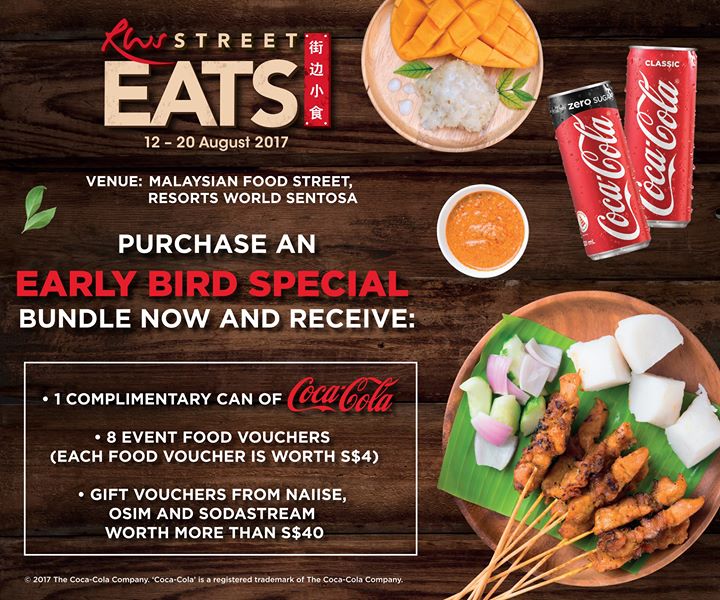 RWS STREET
EATS
街边小食
12 – 20 August 2017
VENUE: MALAYSIAN FOOD STREET,
RESORTS WORLD SENTOSA
PURCHASE AN
EARLY BIRD SPECIAL
BUNDLE NOW AND RECEIVE:
• 1 COMPLIMENTARY CAN OF Coca-Cola
• 8 EVENT FOOD VOUCHERS
(EACH FOOD VOUCHER IS WORTH S$4)
• GIFT VOUCHERS FROM NAIISE,
OSIM AND SODASTREAM
WORTH MORE THAN S$40
zero SUGAR
Coca-Cola
CLASSIC
Coca-Cola
© 2017 The Coca-Cola Company. 'Coca-Cola' is a registered trademark of The Coca-Cola Company.